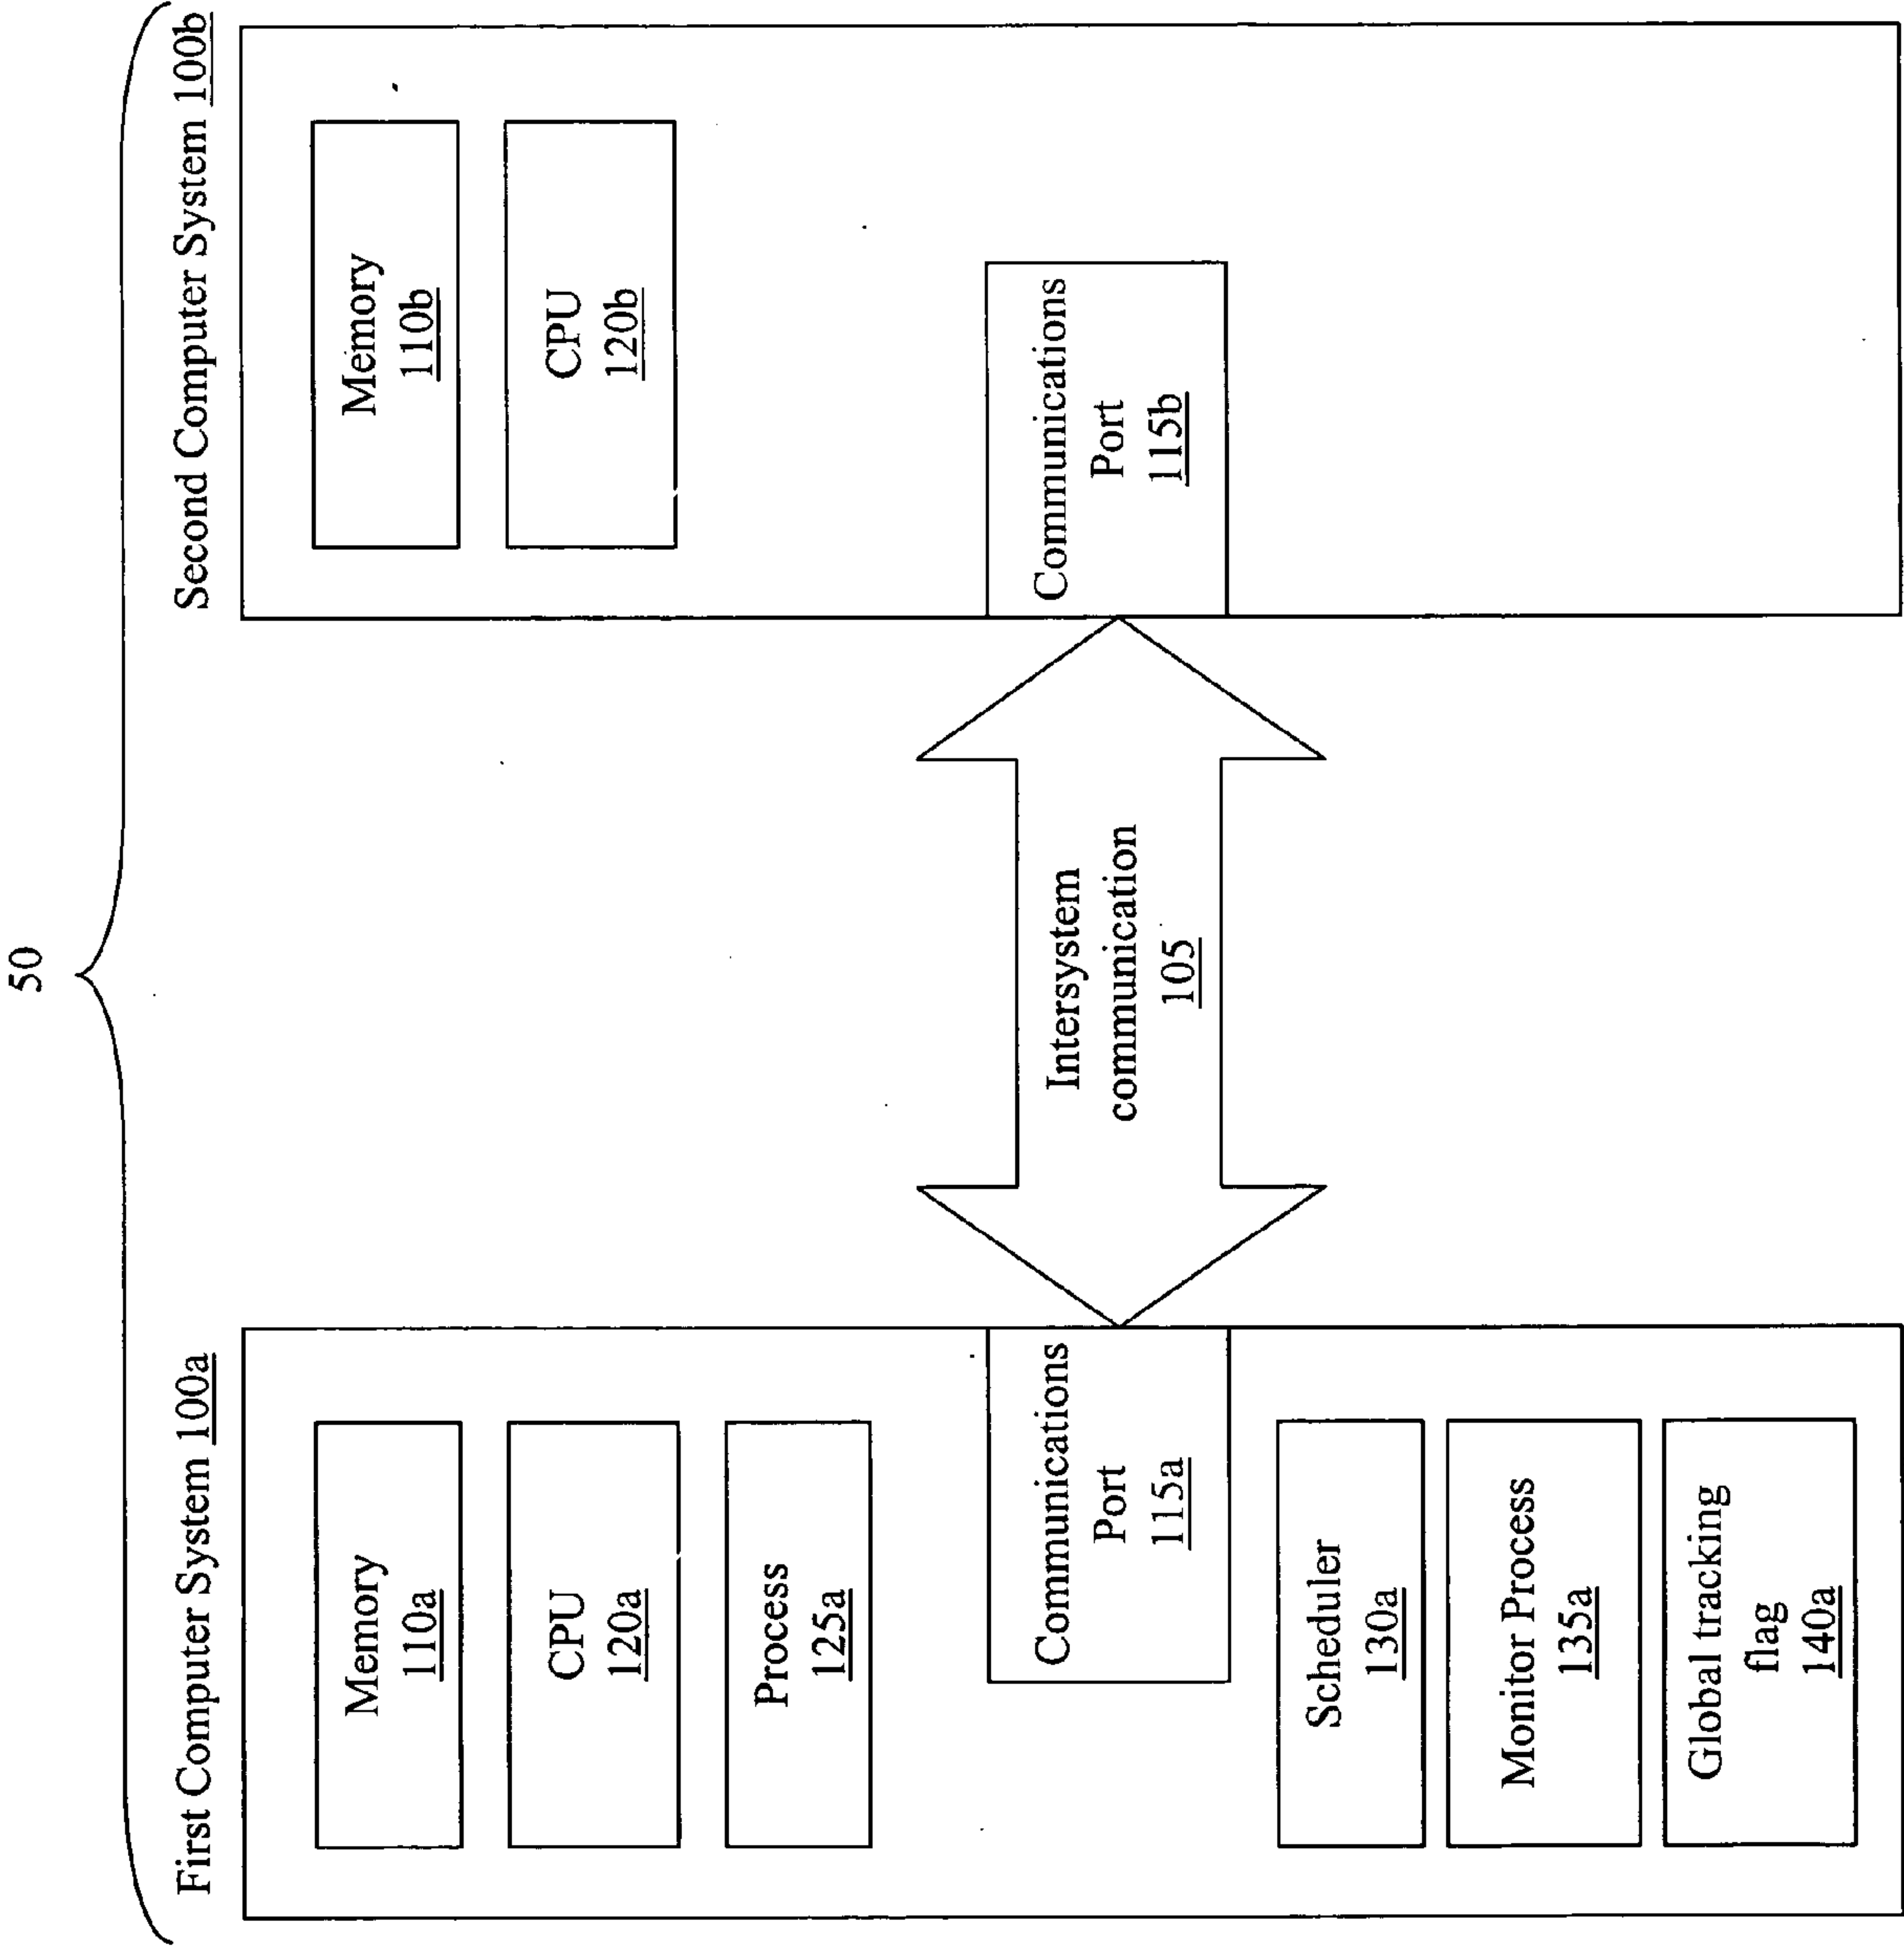 50
First Computer System 100a
Memory
110a
CPU
120a
Process
125a
Communications
Port
115a
Scheduler
130a
Monitor Process
135a
Global tracking
flag
140a
Intersystem
communication
105
Second Computer System 100b
Memory
110b
CPU
120b
Communications
Port
115b